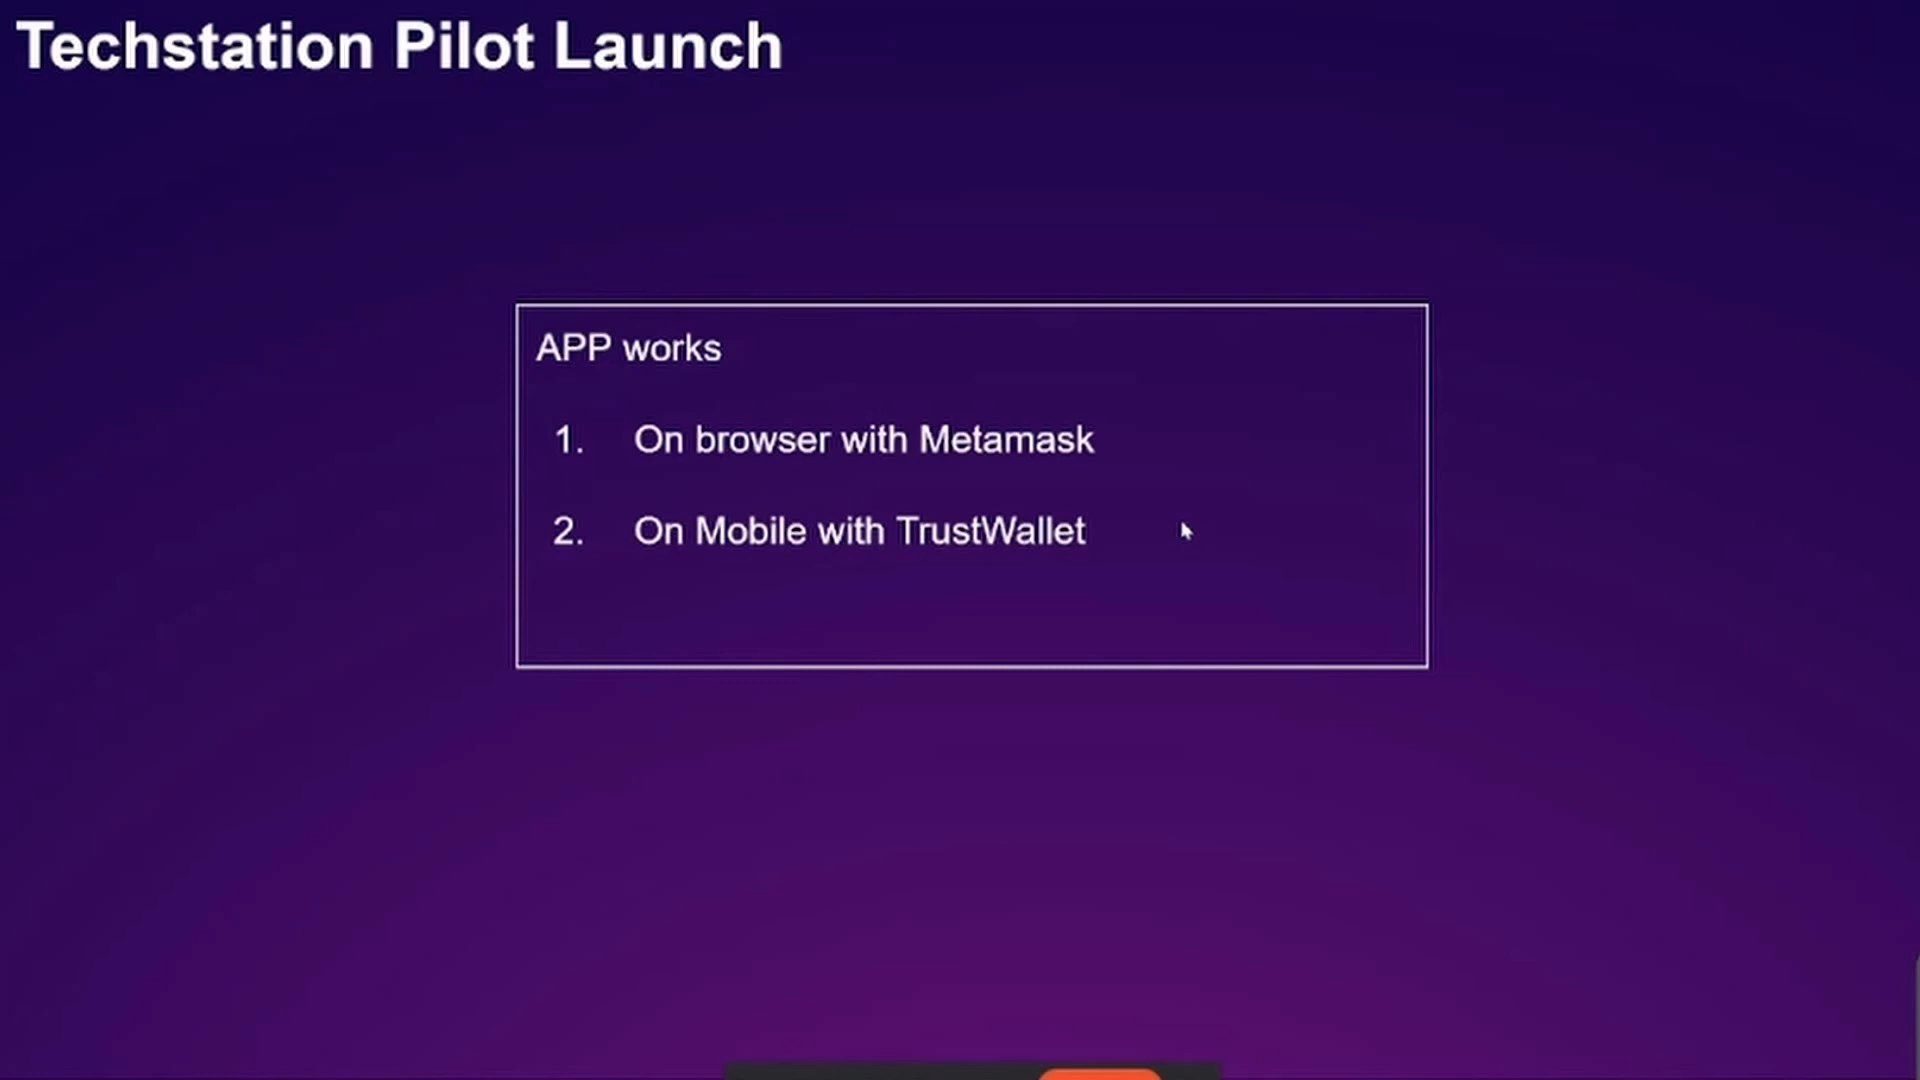 Techstation Pilot Launch
APP works
1. On browser with Metamask
2. On Mobile with TrustWallet